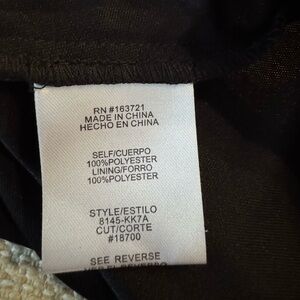 RN #163721
MADE IN CHINA
HECHO EN CHINA
SELF/CUERPO
100%POLYESTER
LINING/FORRO
100%POLYESTER
STYLE/ESTILO
8145-KK7A
CUT/CORTE
#18700
SEE REVERSE